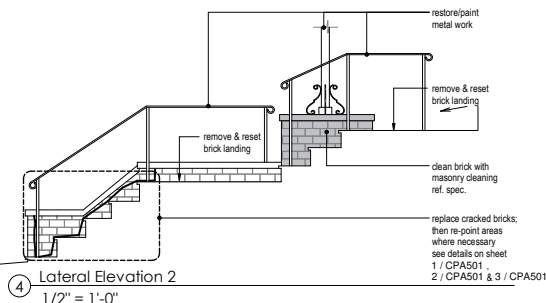 restore/paint
metal work
remove & reset
brick landing
remove & reset
brick landing
clean brick with
masonry cleaning
ref. spec.
replace cracked bricks;
then re-point areas
where necessary
see details on sheet
1 / CPA501 ,
2 / CPA501 & 3 / CPA501
4 Lateral Elevation 2
1/2" = 1'-0"